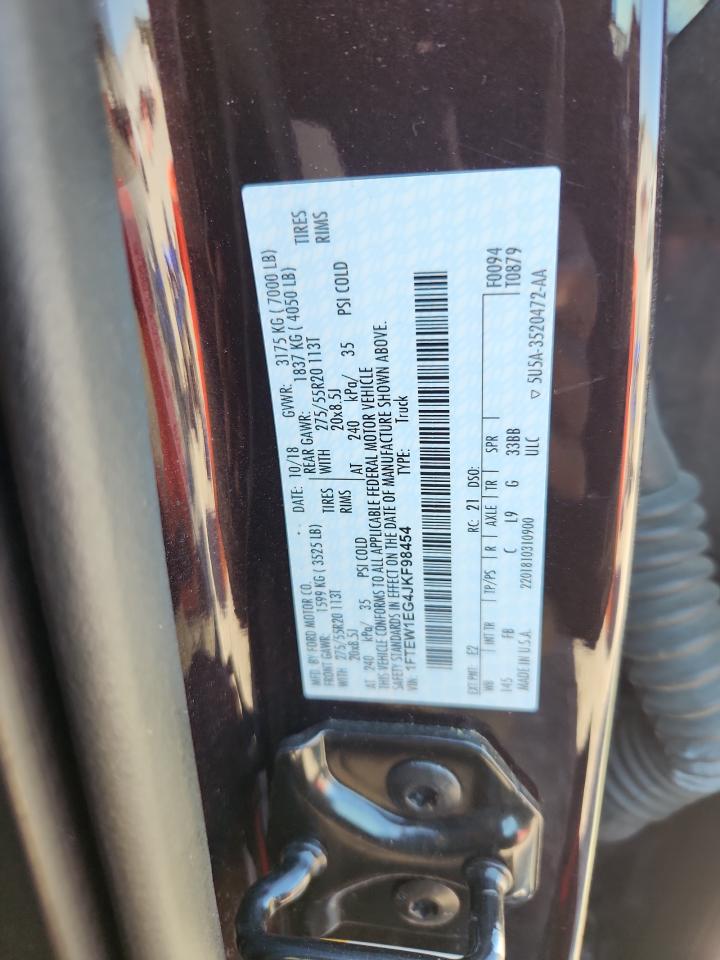 MFD. BY FORD MOTOR CO. DATE: 10/18 GVWR: 3175 KG ( 7000 LB)
FRONT GAWR: 1599 KG ( 3525 LB) REAR GAWR: 1837 KG ( 4050 LB)
WITH 275/55R20 113T TIRES WITH 275/55R20 113T TIRES
20x8.5J RIMS 20x8.5J RIMS
AT 240 kPa/ 35 PSI COLD AT 240 kPa/ 35 PSI COLD
THIS VEHICLE CONFORMS TO ALL APPLICABLE FEDERAL MOTOR VEHICLE
SAFETY STANDARDS IN EFFECT ON THE DATE OF MANUFACTURE SHOWN ABOVE.
VIN: 1FTEW1EG4JKF98454 TYPE: Truck
EXT PNT: E2 RC: 21 DSO: F0094
WB INT TR TP/PS R AXLE TR SPR T0879
145 FB C L9 G 33BB
MADE IN U.S.A. 2201810310900 ULC ▽ 5U5A-3520472-AA